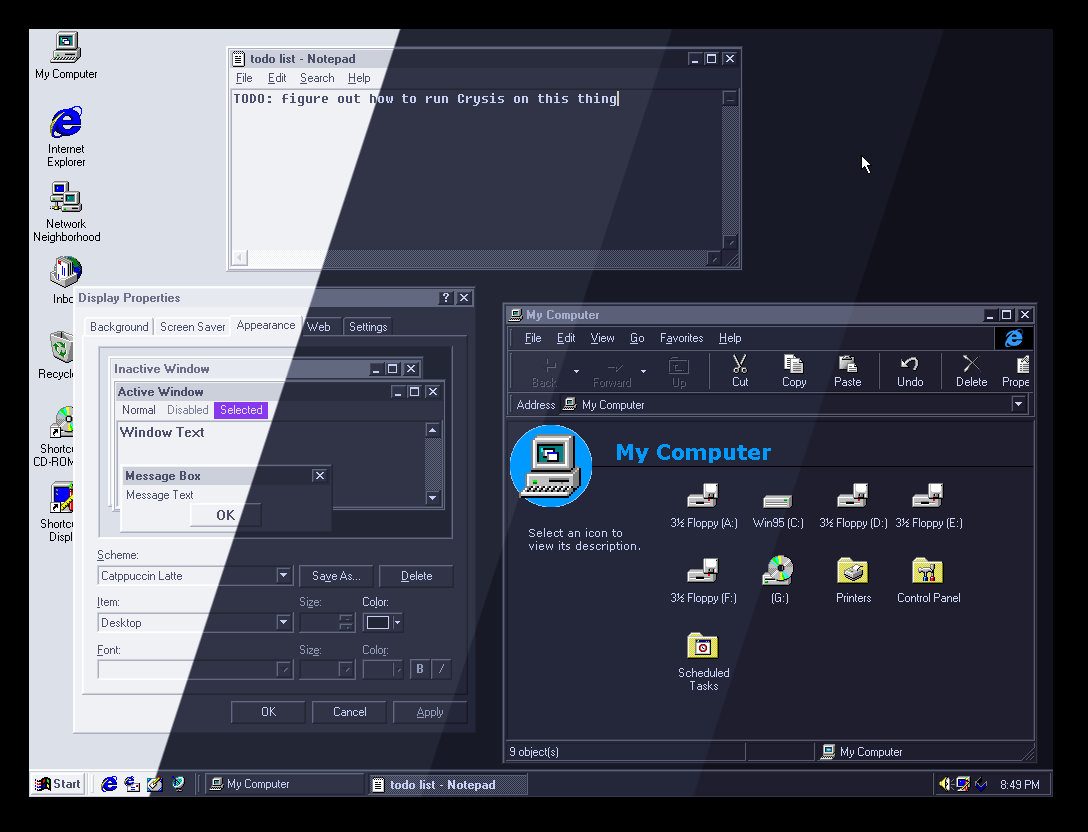 My Computer
Internet
Explorer
Network
Neighborhood
Inbo
Recycle
Shortcu
CD-ROM
Shortcu
Displ
todo list - Notepad
File Edit Search Help
TODO: figure out how to run Crysis on this thing
Display Properties
Background Screen Saver Appearance Web Settings
Inactive Window
Active Window
Normal Disabled Selected
Window Text
Message Box
Message Text
OK
Scheme:
Catppuccin Latte Save As... Delete
Item: Size: Color:
Desktop
Font: Size: Color:
B /
OK Cancel Apply
My Computer
File Edit View Go Favorites Help
Back Forward Up Cut Copy Paste Undo Delete Prope
Address My Computer
My Computer
Select an icon to
view its description.
3½ Floppy (A:) Win95 (C:) 3½ Floppy (D:) 3½ Floppy (E:)
3½ Floppy (F:) (G:) Printers Control Panel
Scheduled
Tasks
9 object(s) My Computer
Start My Computer todo list - Notepad 8:49 PM